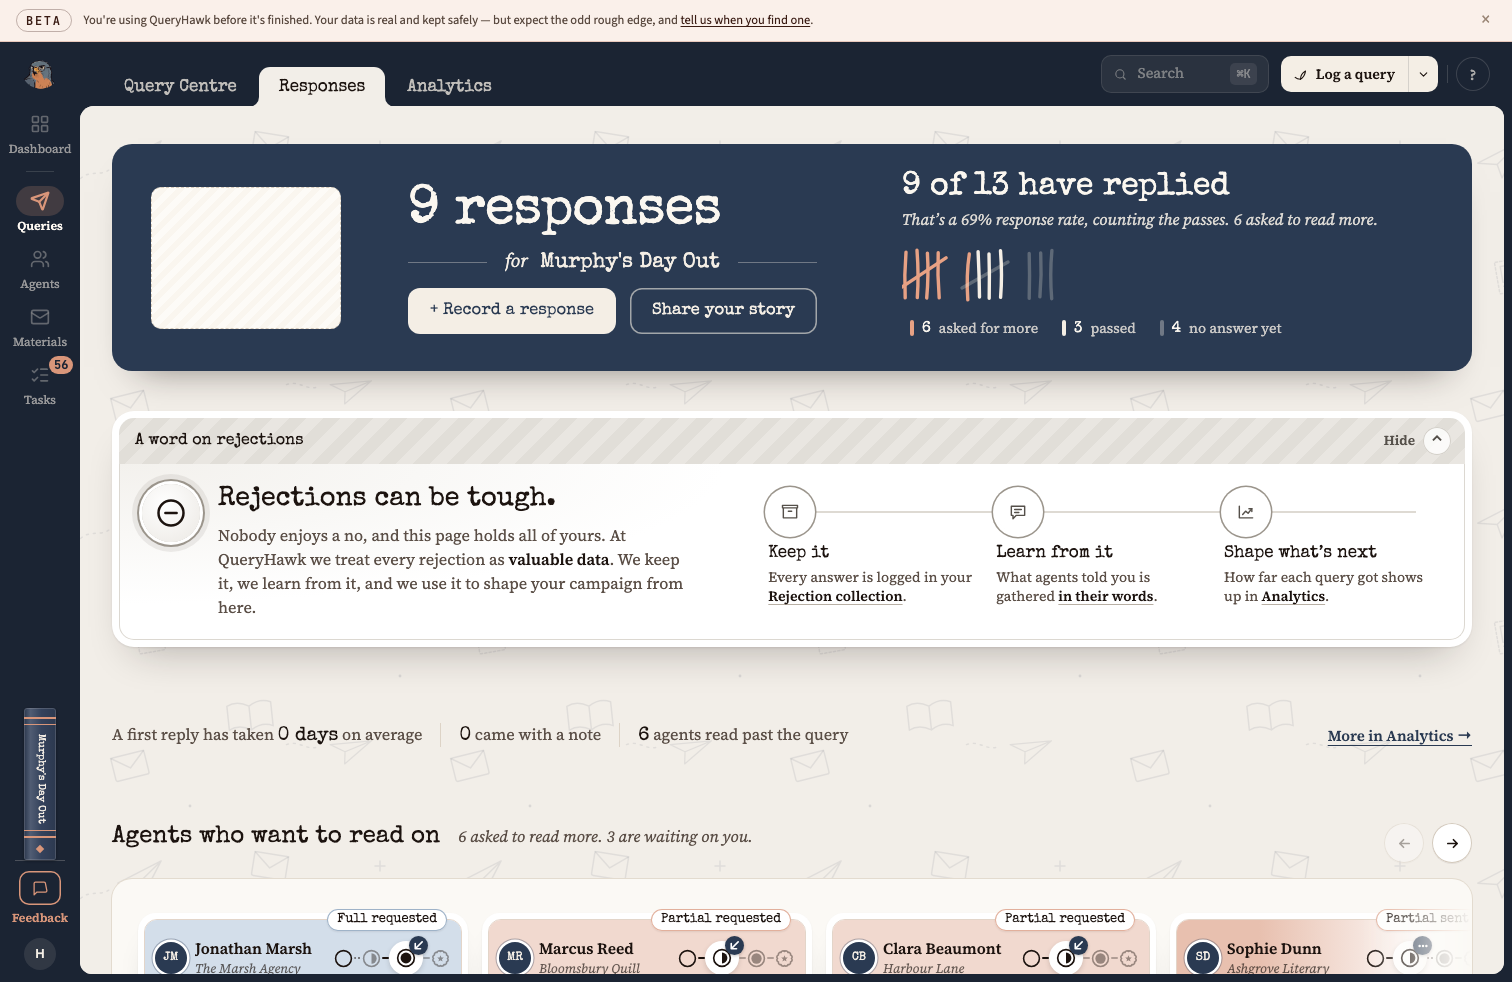 BETA
You're using QueryHawk before it's finished. Your data is real and kept safely — but expect the odd rough edge, and tell us when you find one.
×
Query Centre
Responses
Analytics
Search
⌘K
Log a query
?
Dashboard
Queries
Agents
Materials
56
Tasks
Murphy's Day Out
Feedback
H
9 responses
for Murphy's Day Out
+ Record a response
Share your story
9 of 13 have replied
That's a 69% response rate, counting the passes. 6 asked to read more.
6 asked for more
3 passed
4 no answer yet
A word on rejections
Hide
Rejections can be tough.
Nobody enjoys a no, and this page holds all of yours. At
QueryHawk we treat every rejection as valuable data. We keep
it, we learn from it, and we use it to shape your campaign from
here.
Keep it
Every answer is logged in your
Rejection collection.
Learn from it
What agents told you is
gathered in their words.
Shape what's next
How far each query got shows
up in Analytics.
A first reply has taken 0 days on average
0 came with a note
6 agents read past the query
More in Analytics →
Agents who want to read on
6 asked to read more. 3 are waiting on you.
Full requested
JM
Jonathan Marsh
The Marsh Agency
Partial requested
MR
Marcus Reed
Bloomsbury Quill
Partial requested
CB
Clara Beaumont
Harbour Lane
Partial sent
SD
Sophie Dunn
Ashgrove Literary